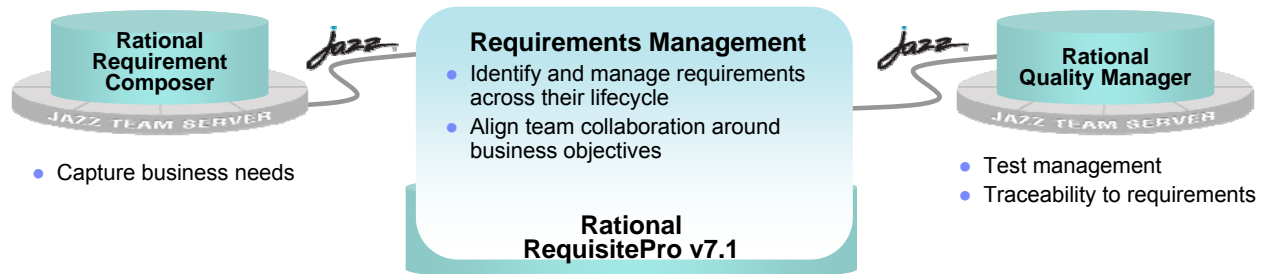 Rational
Requirement
Composer
JAZZ TEAM SERVER
Capture business needs
Jazz
Requirements Management
Identify and manage requirements
across their lifecycle
Align team collaboration around
business objectives
Rational
RequisitePro v7.1
Jazz
Rational
Quality Manager
JAZZ TEAM SERVER
Test management
Traceability to requirements